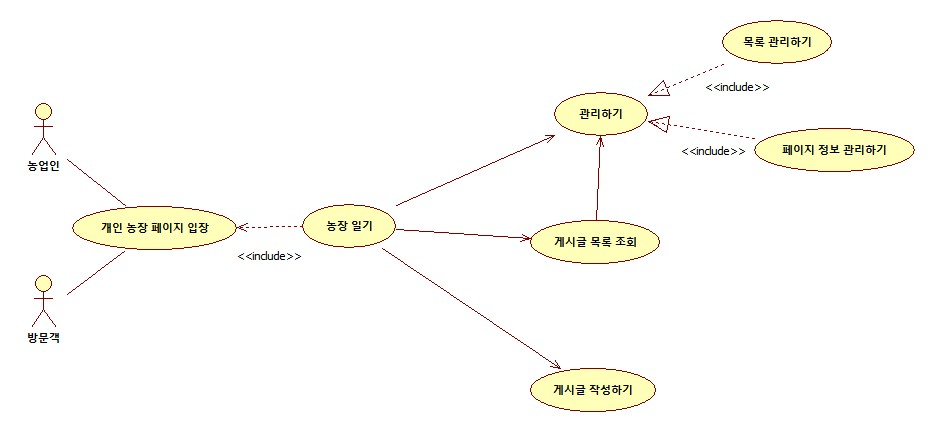 목록 관리하기
<<include>>
관리하기
농업인
<<include>>
페이지 정보 관리하기
개인 농장 페이지 입장
농장 일기
게시글 목록 조회
<<include>>
방문객
게시글 작성하기